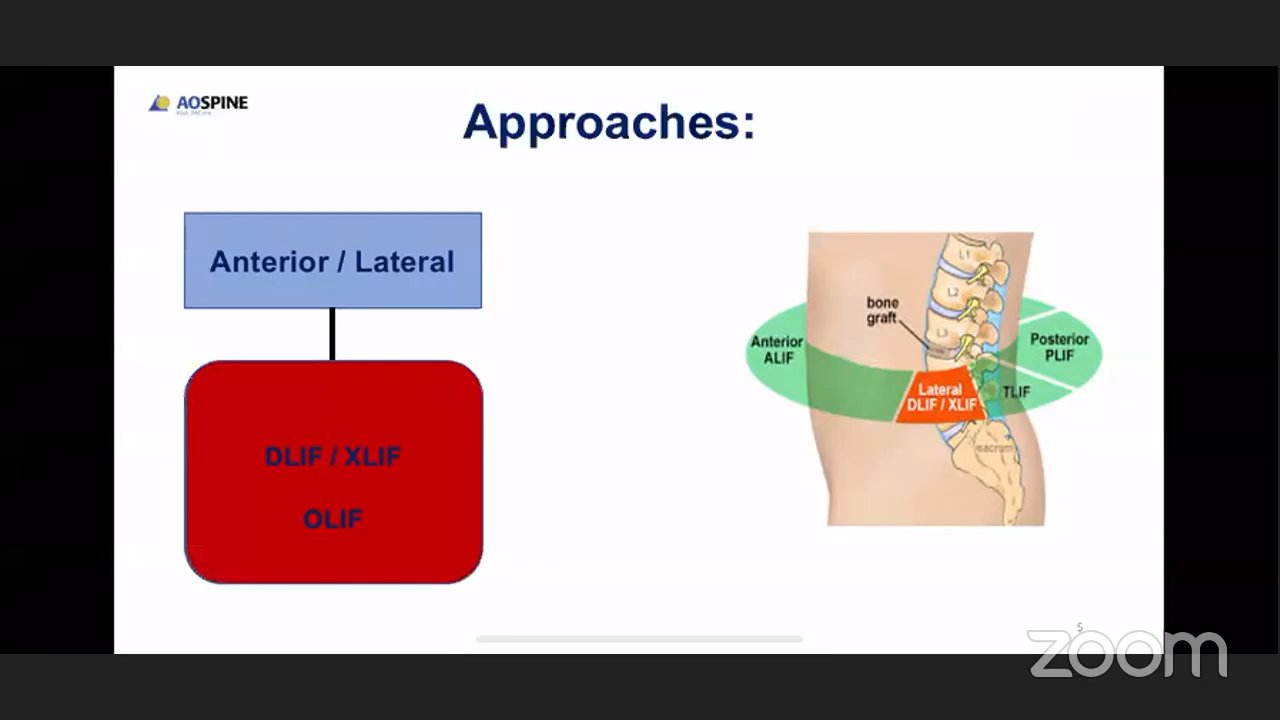 AOSPINE
Approaches:
Anterior / Lateral
DLIF / XLIF
OLIF
L1
L2
L3
bone
graft
Anterior
ALIF
Lateral
DLIF / XLIF
Posterior
PLIF
TLIF
sacrum
5
zoom